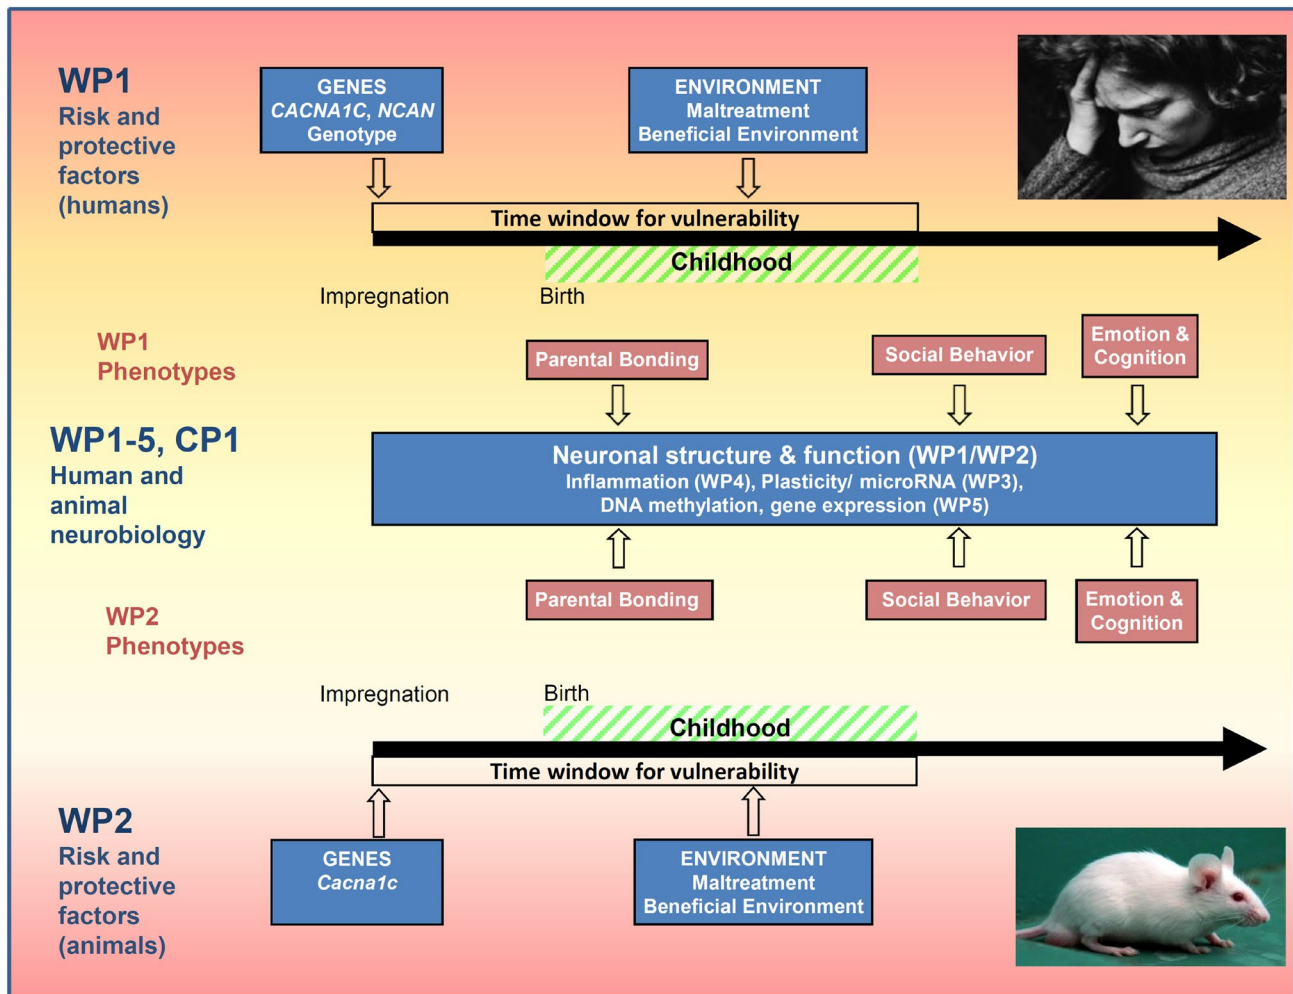 WP1
Risk and
protective
factors
(humans)
GENES
CACNA1C, NCAN
Genotype
ENVIRONMENT
Maltreatment
Beneficial Environment
Time window for vulnerability
Childhood
Impregnation
Birth
WP1
Phenotypes
Parental Bonding
Social Behavior
Emotion &
Cognition
WP1-5, CP1
Human and
animal
neurobiology
Neuronal structure & function (WP1/WP2)
Inflammation (WP4), Plasticity/ microRNA (WP3),
DNA methylation, gene expression (WP5)
WP2
Phenotypes
Parental Bonding
Social Behavior
Emotion &
Cognition
Impregnation
Birth
Childhood
Time window for vulnerability
WP2
Risk and
protective
factors
(animals)
GENES
Cacna1c
ENVIRONMENT
Maltreatment
Beneficial Environment